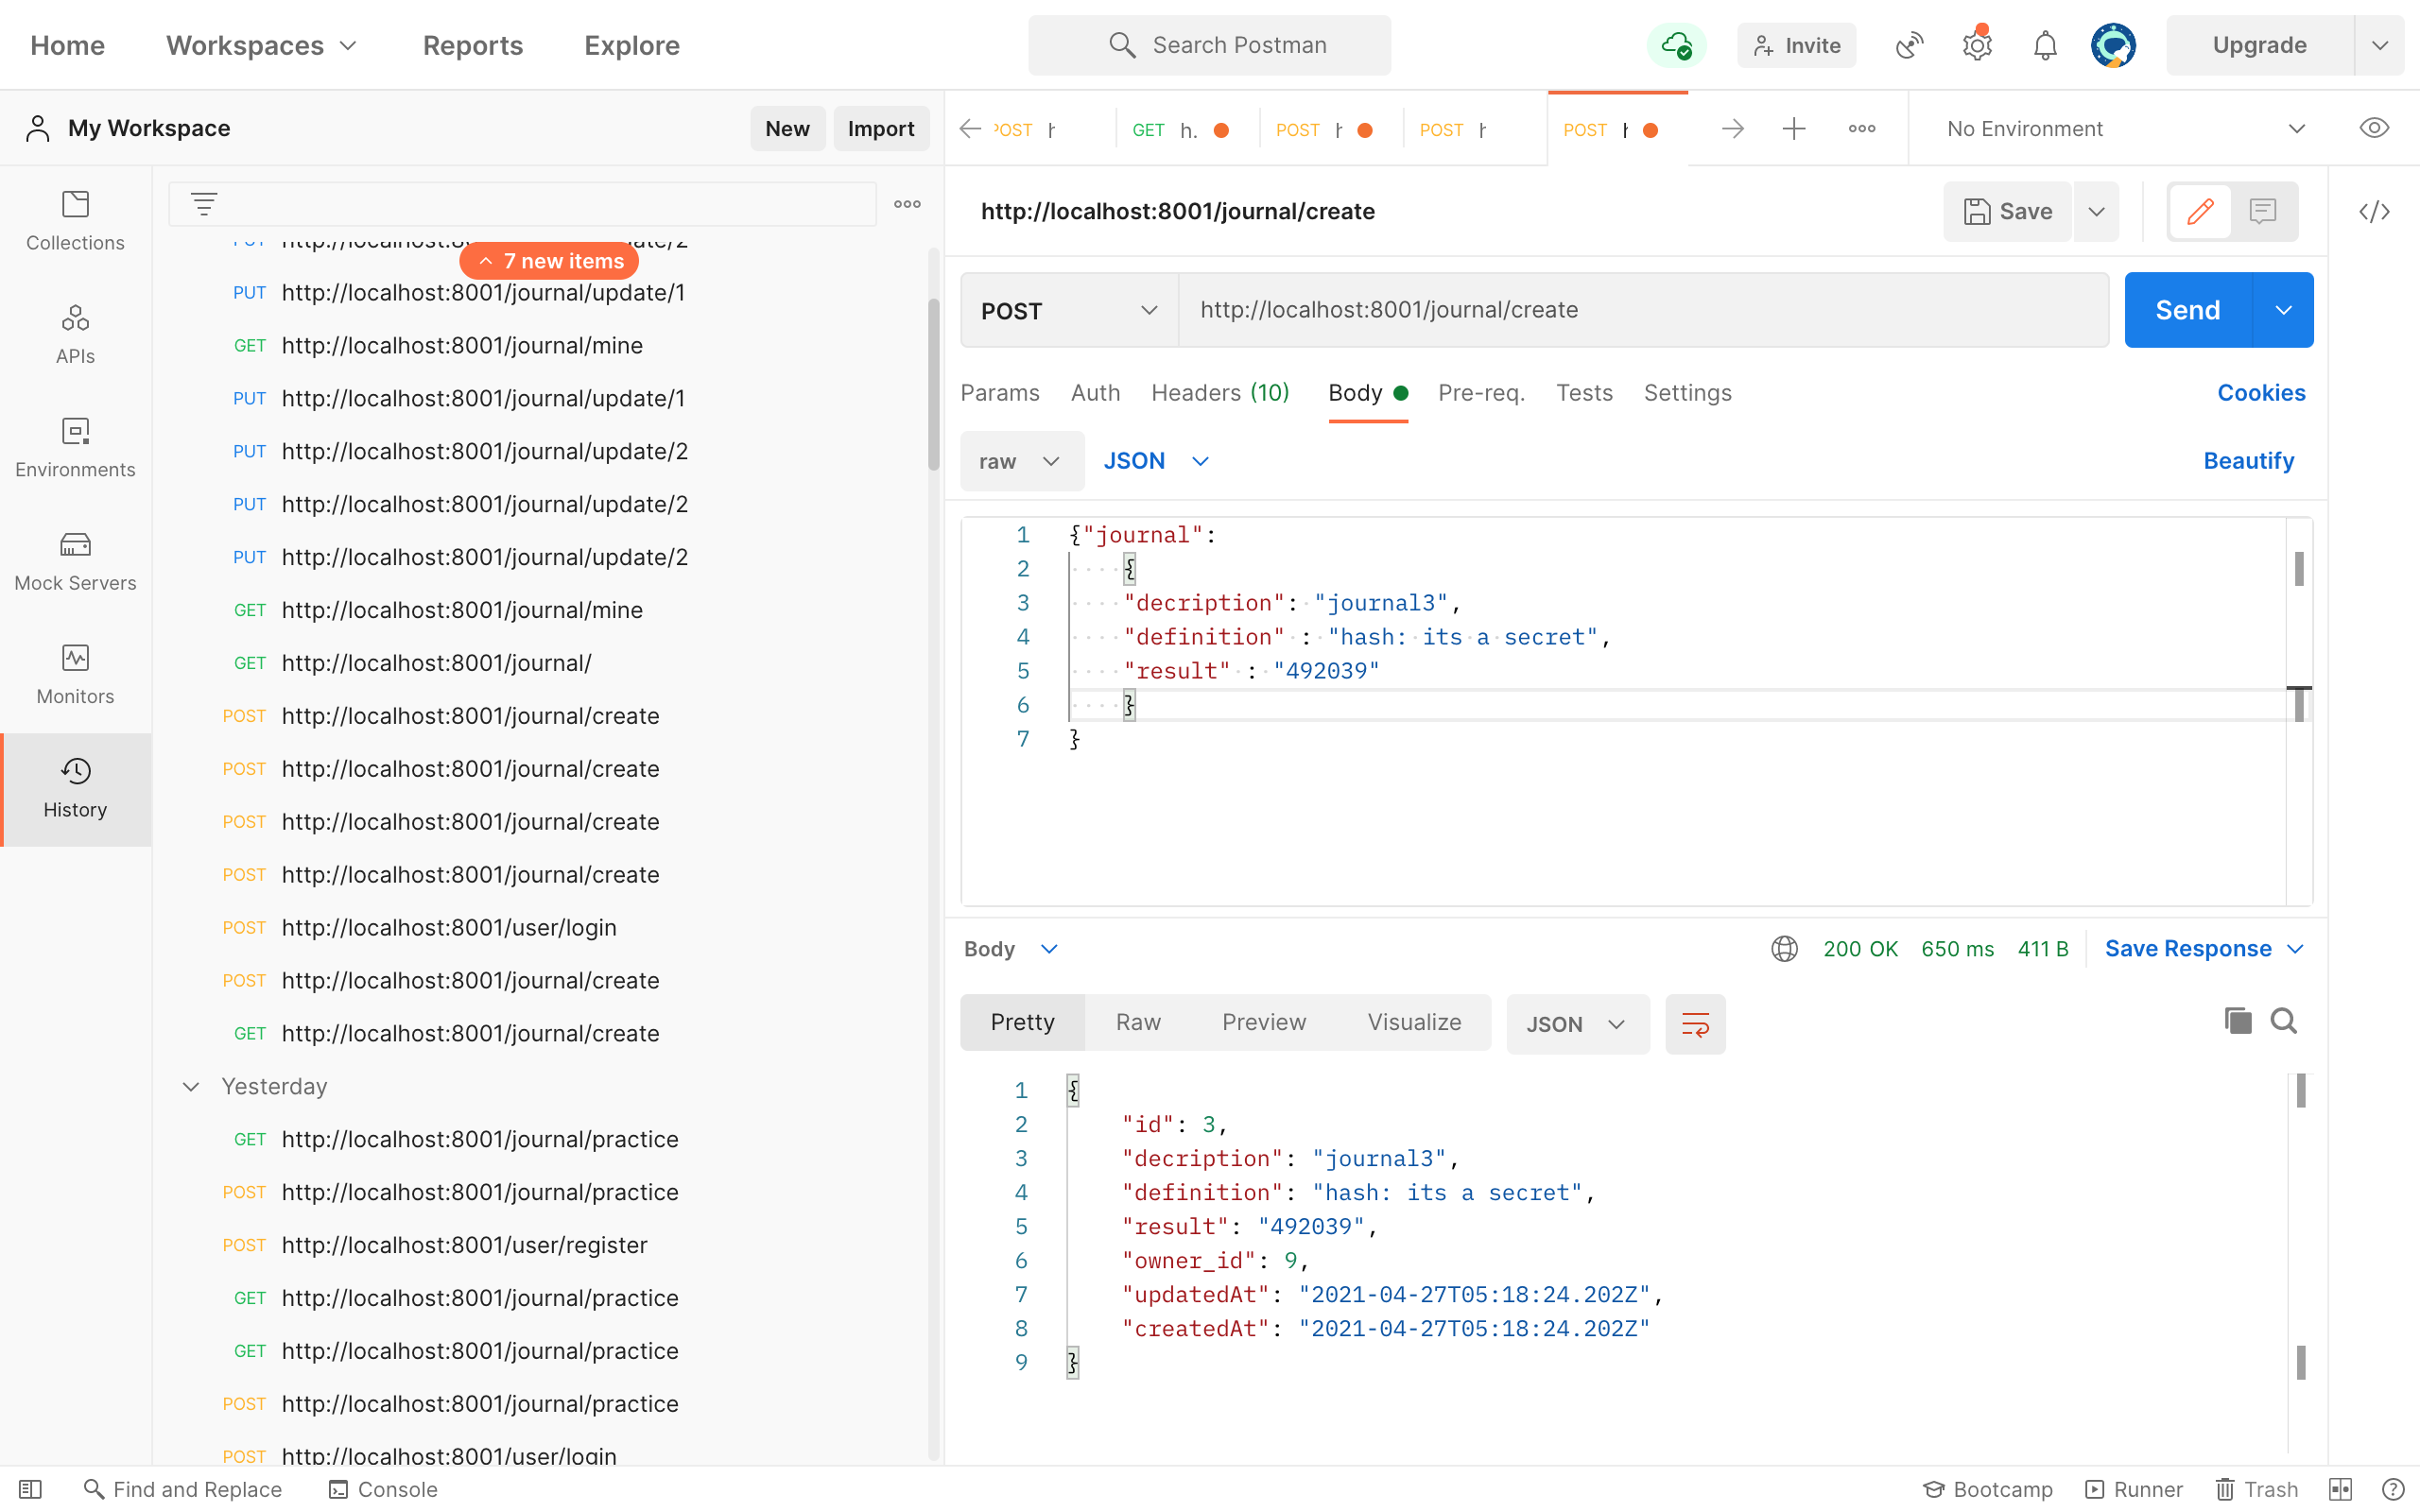 Home Workspaces Reports Explore Search Postman Invite Upgrade
My Workspace New Import
POST h GET h. POST h POST h POST h No Environment
Collections
APIs
Environments
Mock Servers
Monitors
History
7 new items
PUT http://localhost:8001/journal/update/2
PUT http://localhost:8001/journal/update/1
GET http://localhost:8001/journal/mine
PUT http://localhost:8001/journal/update/1
PUT http://localhost:8001/journal/update/2
PUT http://localhost:8001/journal/update/2
PUT http://localhost:8001/journal/update/2
GET http://localhost:8001/journal/mine
GET http://localhost:8001/journal/
POST http://localhost:8001/journal/create
POST http://localhost:8001/journal/create
POST http://localhost:8001/journal/create
POST http://localhost:8001/journal/create
POST http://localhost:8001/user/login
POST http://localhost:8001/journal/create
GET http://localhost:8001/journal/create
Yesterday
GET http://localhost:8001/journal/practice
POST http://localhost:8001/journal/practice
POST http://localhost:8001/user/register
GET http://localhost:8001/journal/practice
GET http://localhost:8001/journal/practice
POST http://localhost:8001/journal/practice
POST http://localhost:8001/user/login
http://localhost:8001/journal/create Save
POST http://localhost:8001/journal/create Send
Params Auth Headers (10) Body Pre-req. Tests Settings Cookies
raw JSON Beautify
1 {"journal":
2 {
3 "decription": "journal3",
4 "definition" : "hash: its a secret",
5 "result" : "492039"
6 }
7 }
Body 200 OK 650 ms 411 B Save Response
Pretty Raw Preview Visualize JSON
1 {
2 "id": 3,
3 "decription": "journal3",
4 "definition": "hash: its a secret",
5 "result": "492039",
6 "owner_id": 9,
7 "updatedAt": "2021-04-27T05:18:24.202Z",
8 "createdAt": "2021-04-27T05:18:24.202Z"
9 }
Find and Replace Console Bootcamp Runner Trash